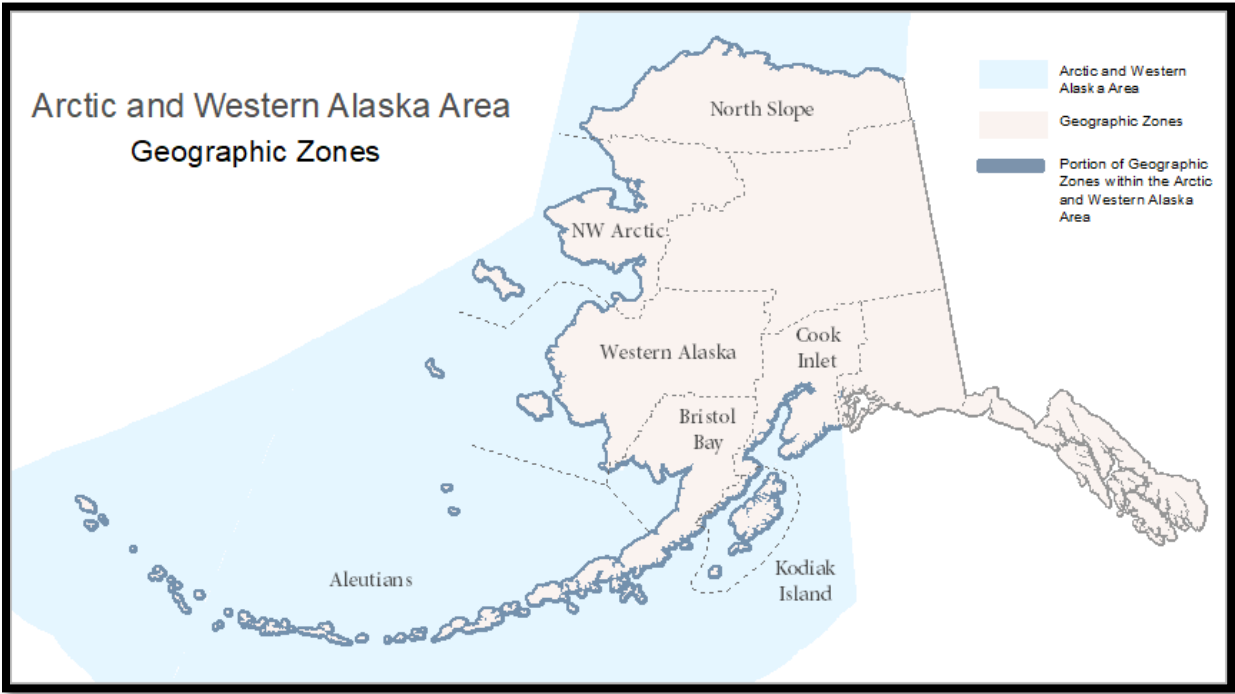 Arctic and Western Alaska Area
Geographic Zones
Arctic and Western
Alaska Area
Geographic Zones
Portion of Geographic
Zones within the Arctic
and Western Alaska
Area
North Slope
NW Arctic
Western Alaska
Cook
Inlet
Bristol
Bay
Aleutians
Kodiak
Island